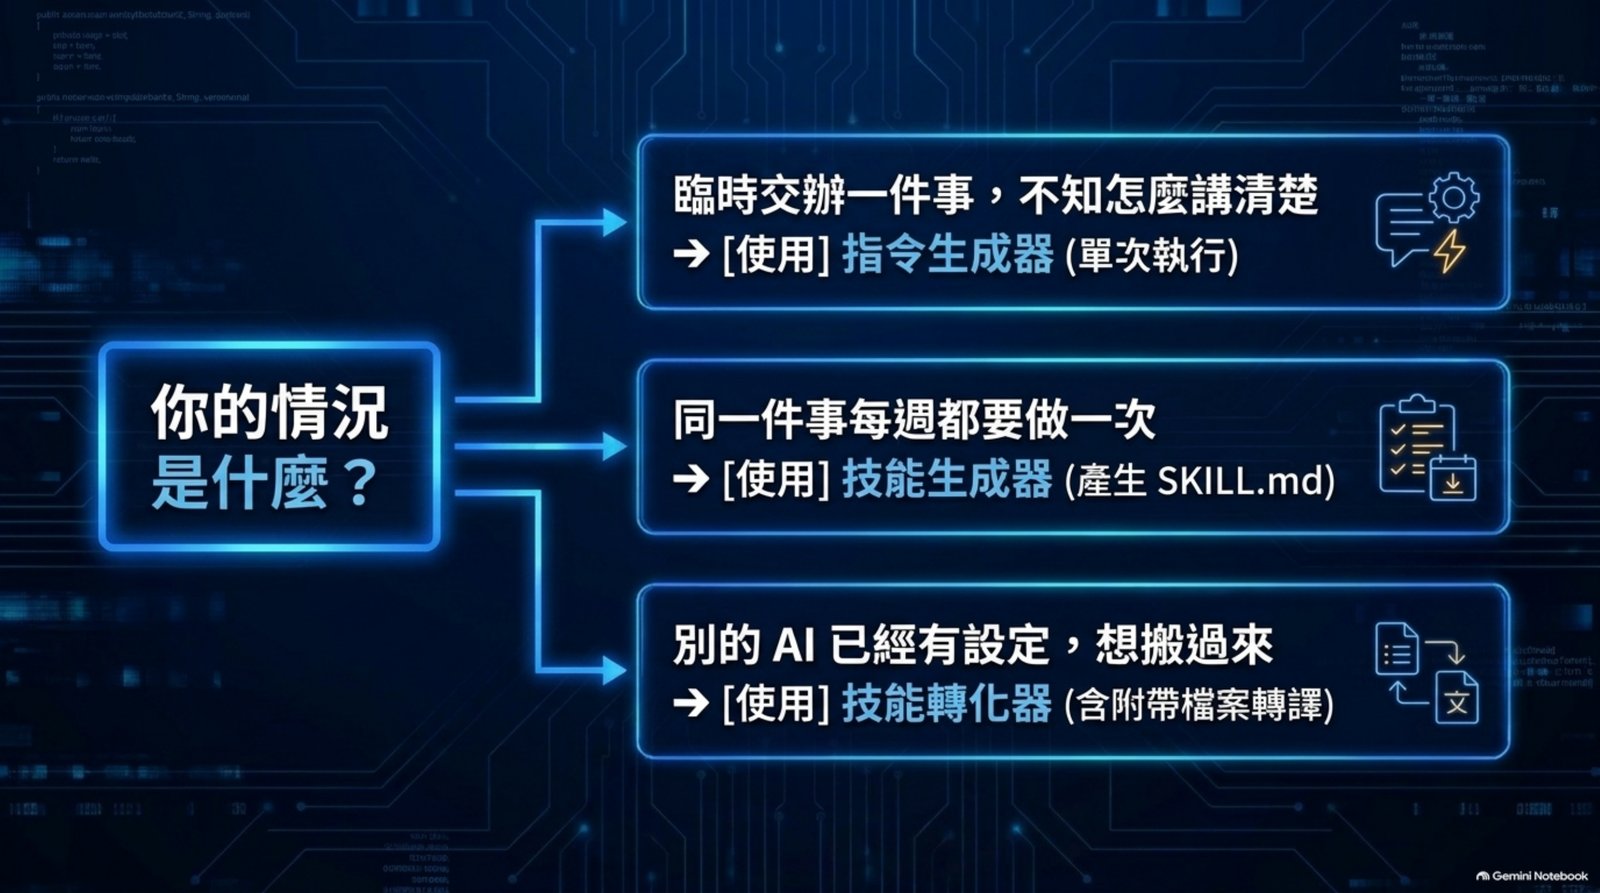 你的情況
是什麼？
臨時交辦一件事，不知怎麼講清楚
➔ [使用] 指令生成器 (單次執行)
同一件事每週都要做一次
➔ [使用] 技能生成器 (產生 SKILL.md)
別的 AI 已經有設定，想搬過來
➔ [使用] 技能轉化器 (含附帶檔案轉譯)
文
Gemini Notebook